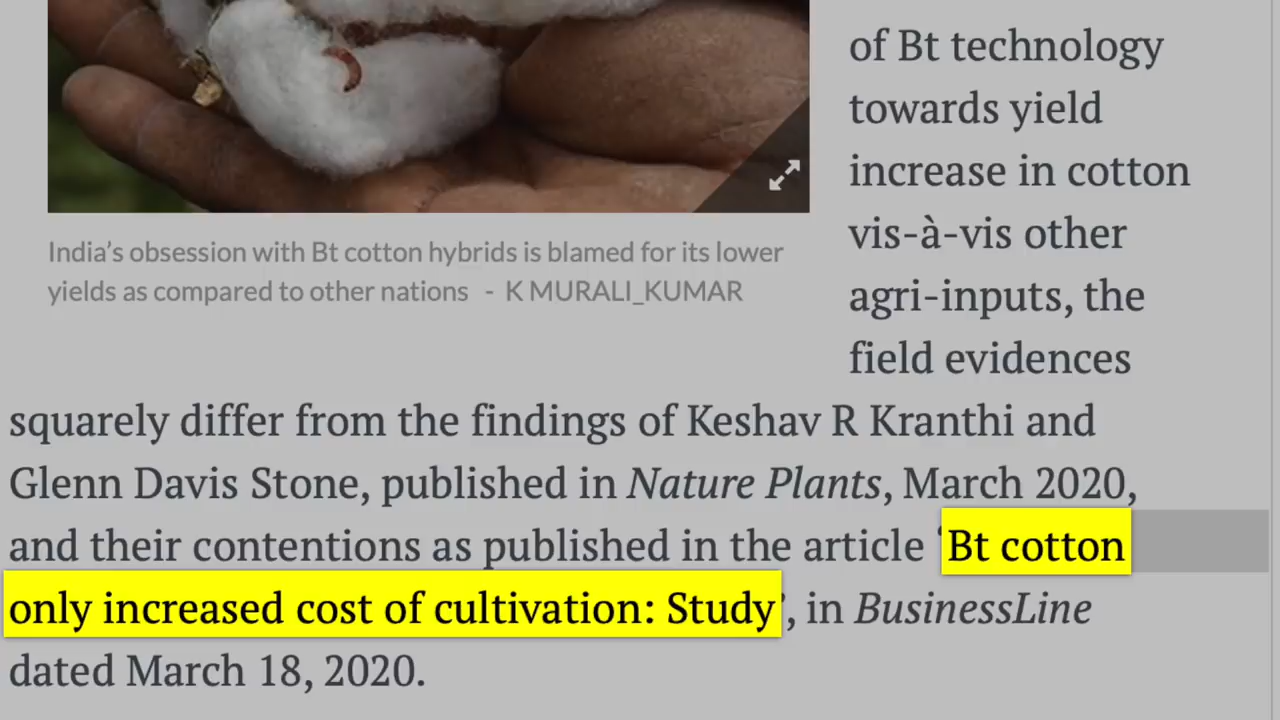 of Bt technology
towards yield
increase in cotton
vis-à-vis other
agri-inputs, the
field evidences
India’s obsession with Bt cotton hybrids is blamed for its lower
yields as compared to other nations - K MURALI_KUMAR
squarely differ from the findings of Keshav R Kranthi and
Glenn Davis Stone, published in Nature Plants, March 2020,
and their contentions as published in the article ‘Bt cotton
only increased cost of cultivation: Study’, in BusinessLine
dated March 18, 2020.